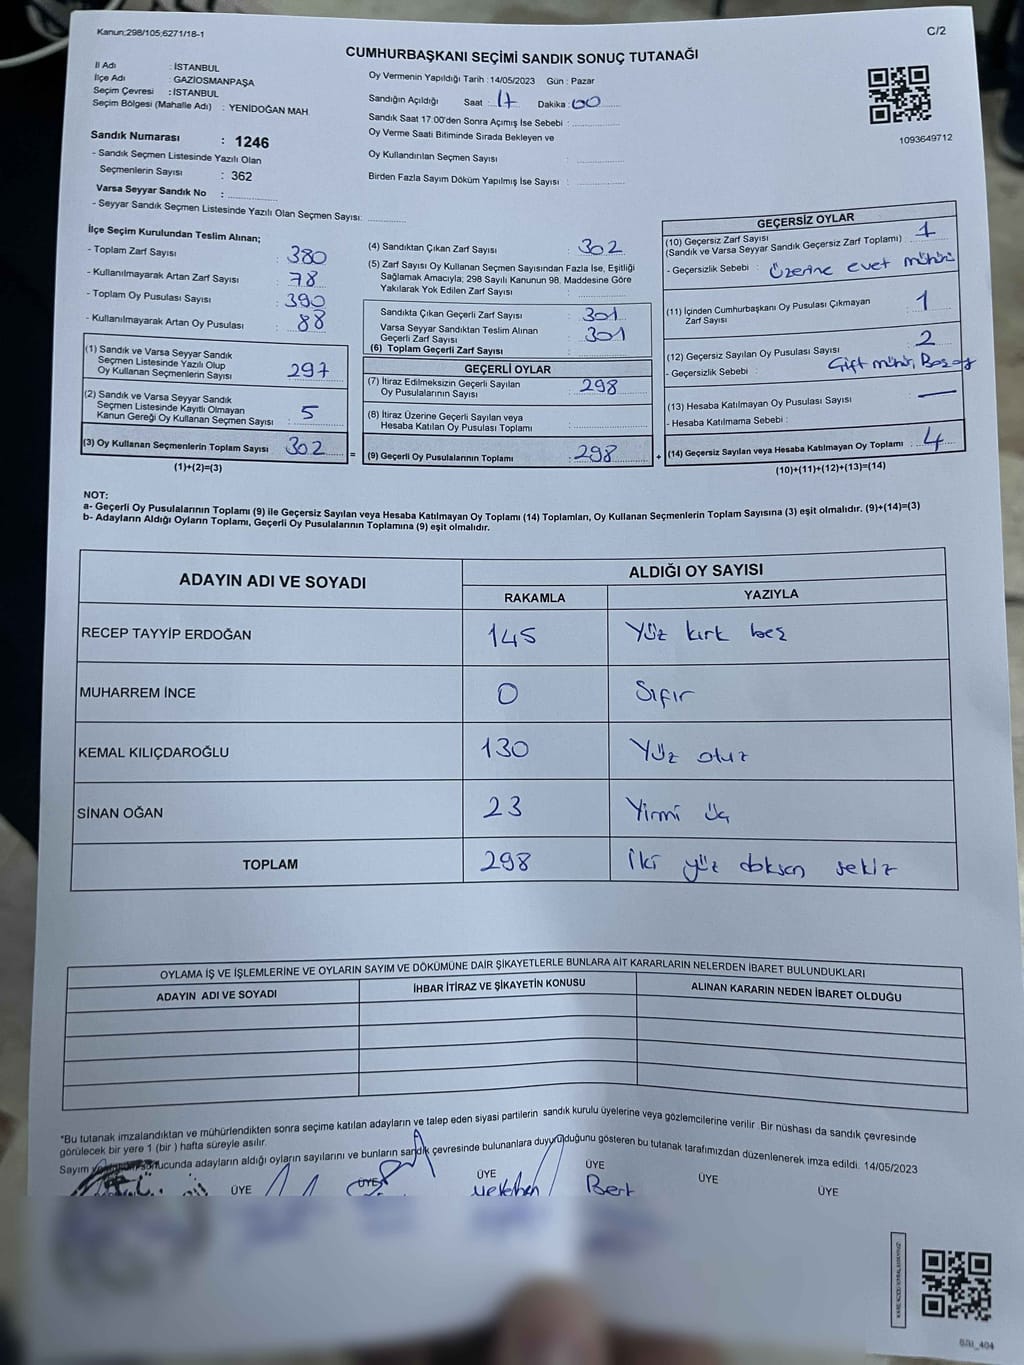 Kanun:298/105;6271/18-1
C/2
CUMHURBAŞKANI SEÇİMİ SANDIK SONUÇ TUTANAĞI
İl Adı : İSTANBUL
İlçe Adı : GAZİOSMANPAŞA
Seçim Çevresi : İSTANBUL
Seçim Bölgesi (Mahalle Adı) : YENİDOĞAN MAH
Sandık Numarası : 1246
- Sandık Seçmen Listesinde Yazılı Olan
Seçmenlerin Sayısı : 362
Varsa Seyyar Sandık No :
- Seyyar Sandık Seçmen Listesinde Yazılı Olan Seçmen Sayısı:
Oy Vermenin Yapıldığı Tarih : 14/05/2023 Gün : Pazar
Sandığın Açıldığı Saat : 17 Dakika : 00
Sandık Saat 17:00'den Sonra Açımış İse Sebebi :
Oy Verme Saati Bitiminde Sırada Bekleyen ve
Oy Kullandırılan Seçmen Sayısı :
Birden Fazla Sayım Döküm Yapılmış İse Sayısı :
1093649712
İlçe Seçim Kurulundan Teslim Alınan;
- Toplam Zarf Sayısı : 380
- Kullanılmayarak Artan Zarf Sayısı : 78
- Toplam Oy Pusulası Sayısı : 390
- Kullanılmayarak Artan Oy Pusulası : 88
(1) Sandık ve Varsa Seyyar Sandık
Seçmen Listesinde Yazılı Olup
Oy Kullanan Seçmenlerin Sayısı 297
(2) Sandık ve Varsa Seyyar Sandık
Seçmen Listesinde Kayıtlı Olmayan
Kanun Gereği Oy Kullanan Seçmen Sayısı : 5
(3) Oy Kullanan Seçmenlerin Toplam Sayısı 302
(1)+(2)=(3)
=
(4) Sandıktan Çıkan Zarf Sayısı : 302
(5) Zarf Sayısı Oy Kullanan Seçmen Sayısından Fazla İse, Eşitliği
Sağlamak Amacıyla; 298 Sayılı Kanunun 98. Maddesine Göre
Yakılarak Yok Edilen Zarf Sayısı :
Sandıkta Çıkan Geçerli Zarf Sayısı : 301
Varsa Seyyar Sandıktan Teslim Alınan
Geçerli Zarf Sayısı : 301
(6) Toplam Geçerli Zarf Sayısı :
GEÇERLİ OYLAR
(7) İtiraz Edilmeksizin Geçerli Sayılan
Oy Pusulalarının Sayısı : 298
(8) İtiraz Üzerine Geçerli Sayılan veya
Hesaba Katılan Oy Pusulası Toplamı :
(9) Geçerli Oy Pusulalarının Toplamı : 298
+
GEÇERSİZ OYLAR
(10) Geçersiz Zarf Sayısı
(Sandık ve Varsa Seyyar Sandık Geçersiz Zarf Toplamı) : 1
- Geçersizlik Sebebi : Üzerine evet mührü
(11) İçinden Cumhurbaşkanı Oy Pusulası Çıkmayan
Zarf Sayısı : 1
(12) Geçersiz Sayılan Oy Pusulası Sayısı : 2
- Geçersizlik Sebebi : Çift mühür, Boş oy
(13) Hesaba Katılmayan Oy Pusulası Sayısı : —
- Hesaba Katılmama Sebebi :
(14) Geçersiz Sayılan veya Hesaba Katılmayan Oy Toplamı : 4
(10)+(11)+(12)+(13)=(14)
NOT:
a- Geçerli Oy Pusulalarının Toplamı (9) ile Geçersiz Sayılan veya Hesaba Katılmayan Oy Toplamı (14) Toplamları, Oy Kullanan Seçmenlerin Toplam Sayısına (3) eşit olmalıdır. (9)+(14)=(3)
b- Adayların Aldığı Oyların Toplamı, Geçerli Oy Pusulalarının Toplamına (9) eşit olmalıdır.
ADAYIN ADI VE SOYADI
ALDIĞI OY SAYISI
RAKAMLA YAZIYLA
RECEP TAYYİP ERDOĞAN 145 Yüz kırk beş
MUHARREM İNCE 0 Sıfır
KEMAL KILIÇDAROĞLU 130 Yüz otuz
SİNAN OĞAN 23 Yirmi üç
TOPLAM 298 İki yüz doksan sekiz
OYLAMA İŞ VE İŞLEMLERİNE VE OYLARIN SAYIM VE DÖKÜMÜNE DAİR ŞİKAYETLERLE BUNLARA AİT KARARLARIN NELERDEN İBARET BULUNDUKLARI
ADAYIN ADI VE SOYADI İHBAR İTİRAZ VE ŞİKAYETİN KONUSU ALINAN KARARIN NEDEN İBARET OLDUĞU
*Bu tutanak imzalandıktan ve mühürlendikten sonra seçime katılan adayların ve talep eden siyasi partilerin sandık kurulu üyelerine veya gözlemcilerine verilir. Bir nüshası da sandık çevresinde
görülecek bir yere 1 (bir ) hafta süreyle asılır.
Sayım sonucunda adayların aldığı oyların sayılarını ve bunların sandık çevresinde bulunanlara duyurulduğunu gösteren bu tutanak tarafımızdan düzenlenerek imza edildi. 14/05/2023
ÜYE ÜYE ÜYE ÜYE ÜYE ÜYE